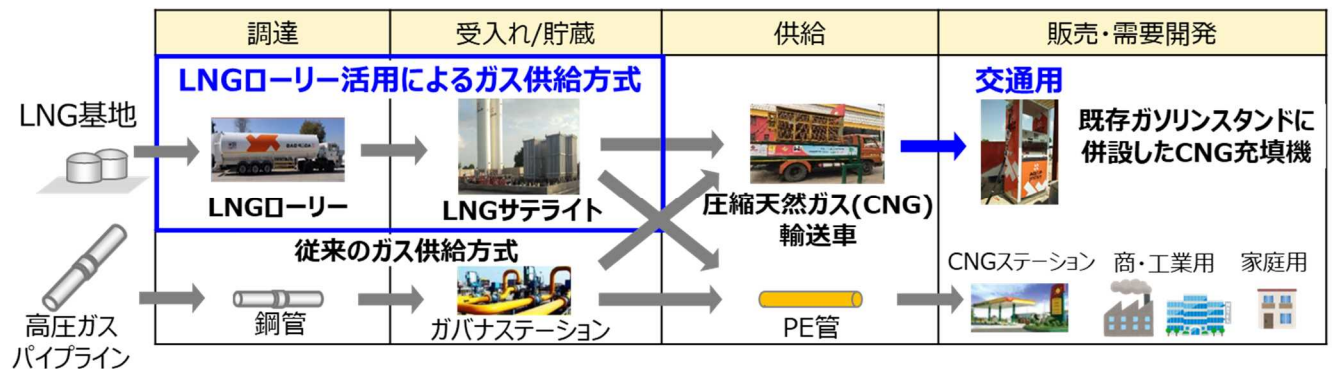 調達
受入れ/貯蔵
供給
販売・需要開発
LNGローリー活用によるガス供給方式
交通用
LNG基地
既存ガソリンスタンドに
併設したCNG充填機
LNGローリー
LNGサテライト
圧縮天然ガス(CNG)
輸送車
従来のガス供給方式
CNGステーション
商・工業用
家庭用
高圧ガス
パイプライン
鋼管
ガバナステーション
PE管